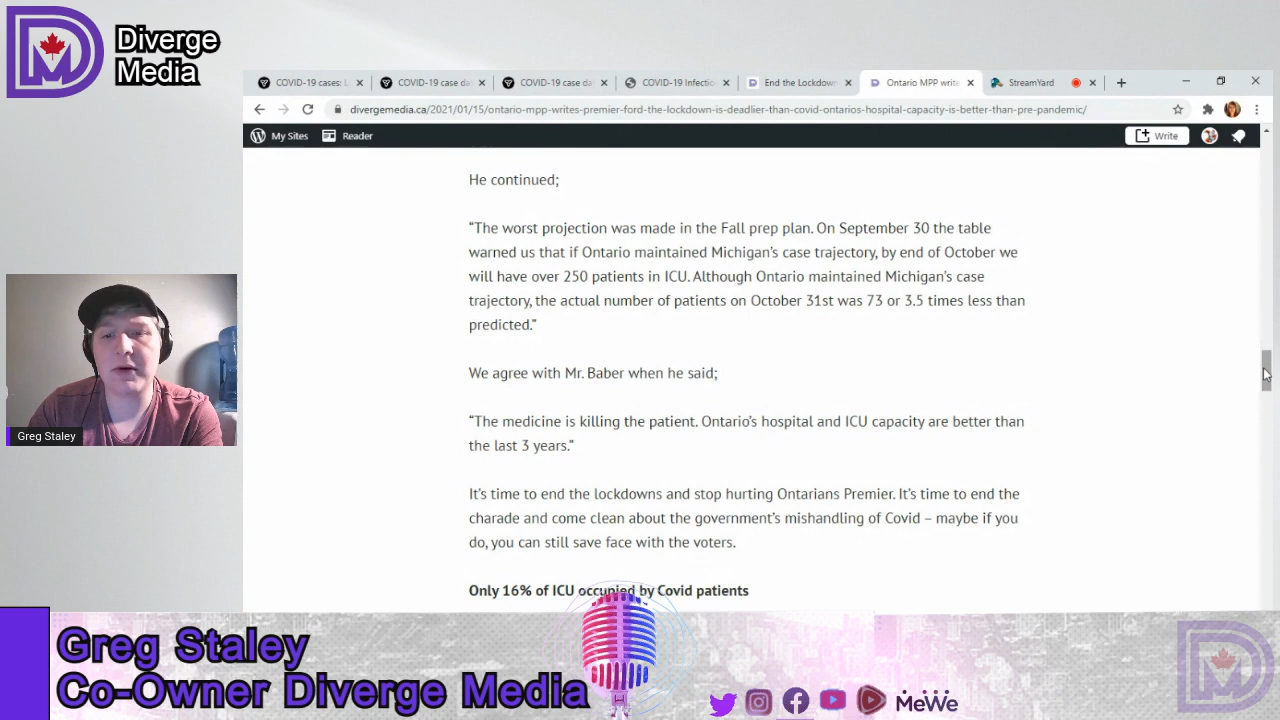 Diverge
Media
COVID-19 cases:
COVID-19 case da
COVID-19 case da
COVID-19 Infectio
End the Lockdown
Ontario MPP write
StreamYard
divergemedia.ca/2021/01/15/ontario-mpp-writes-premier-ford-the-lockdown-is-deadlier-than-covid-ontarios-hospital-capacity-is-better-than-pre-pandemic/
My Sites
Reader
Write
He continued;
“The worst projection was made in the Fall prep plan. On September 30 the table
warned us that if Ontario maintained Michigan’s case trajectory, by end of October we
will have over 250 patients in ICU. Although Ontario maintained Michigan’s case
trajectory, the actual number of patients on October 31st was 73 or 3.5 times less than
predicted.”
We agree with Mr. Baber when he said;
“The medicine is killing the patient. Ontario’s hospital and ICU capacity are better than
the last 3 years.”
It’s time to end the lockdowns and stop hurting Ontarians Premier. It’s time to end the
charade and come clean about the government’s mishandling of Covid – maybe if you
do, you can still save face with the voters.
Only 16% of ICU occupied by Covid patients
Greg Staley
Greg Staley
Co-Owner Diverge Media
MeWe